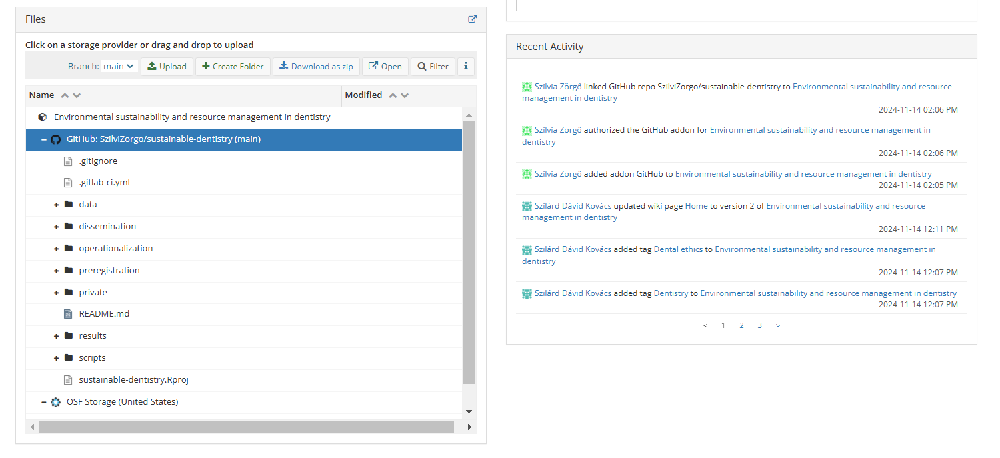 Files
Click on a storage provider or drag and drop to upload
Branch: main Upload Create Folder Download as zip Open Filter i
Name Modified
Environmental sustainability and resource management in dentistry
GitHub: SzilviZorgo/sustainable-dentistry (main)
.gitignore
.gitlab-ci.yml
data
dissemination
operationalization
preregistration
private
README.md
results
scripts
sustainable-dentistry.Rproj
OSF Storage (United States)
Recent Activity
Szilvia Zörgő linked GitHub repo SzilviZorgo/sustainable-dentistry to Environmental sustainability and resource
management in dentistry
2024-11-14 02:06 PM
Szilvia Zörgő authorized the GitHub addon for Environmental sustainability and resource management in
dentistry
2024-11-14 02:06 PM
Szilvia Zörgő added addon GitHub to Environmental sustainability and resource management in dentistry
2024-11-14 02:05 PM
Szilárd Dávid Kovács updated wiki page Home to version 2 of Environmental sustainability and resource
management in dentistry
2024-11-14 12:11 PM
Szilárd Dávid Kovács added tag Dental ethics to Environmental sustainability and resource management in
dentistry
2024-11-14 12:07 PM
Szilárd Dávid Kovács added tag Dentistry to Environmental sustainability and resource management in dentistry
2024-11-14 12:07 PM
< 1 2 3 >